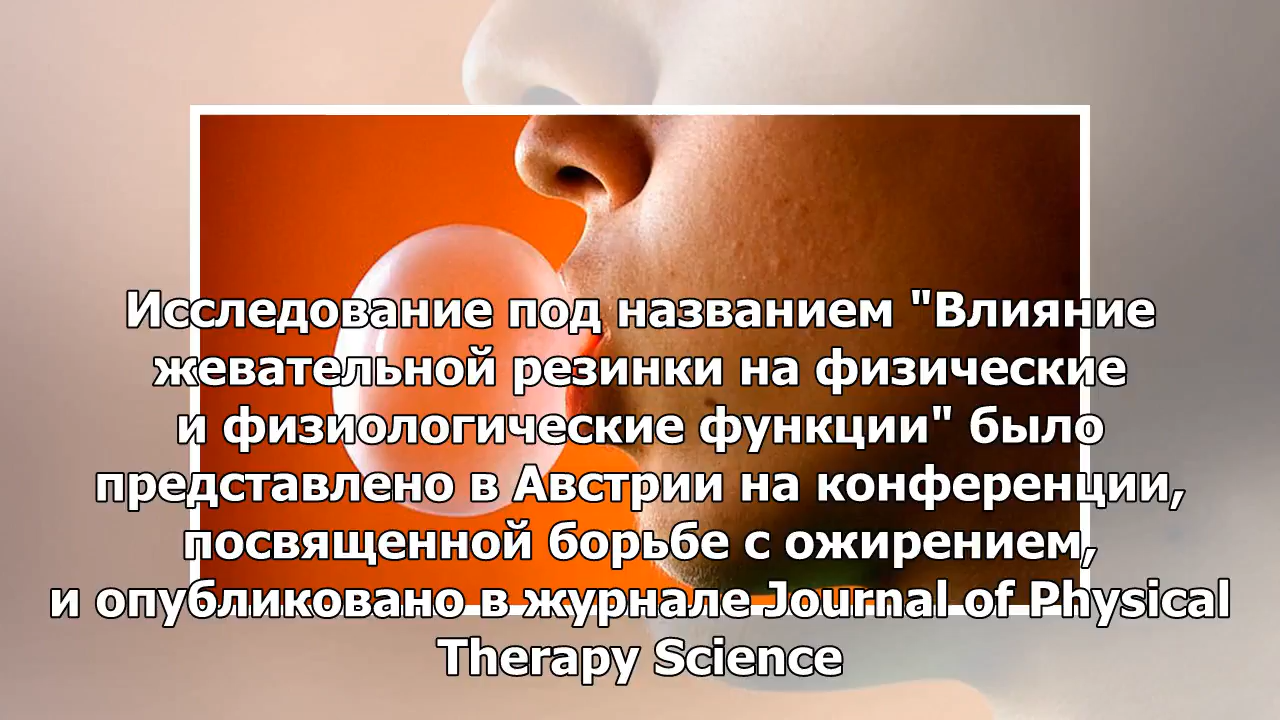 Исследование под названием "Влияние
жевательной резинки на физические
и физиологические функции" было
представлено в Австрии на конференции,
посвященной борьбе с ожирением,
и опубликовано в журнале Journal of Physical
Therapy Science